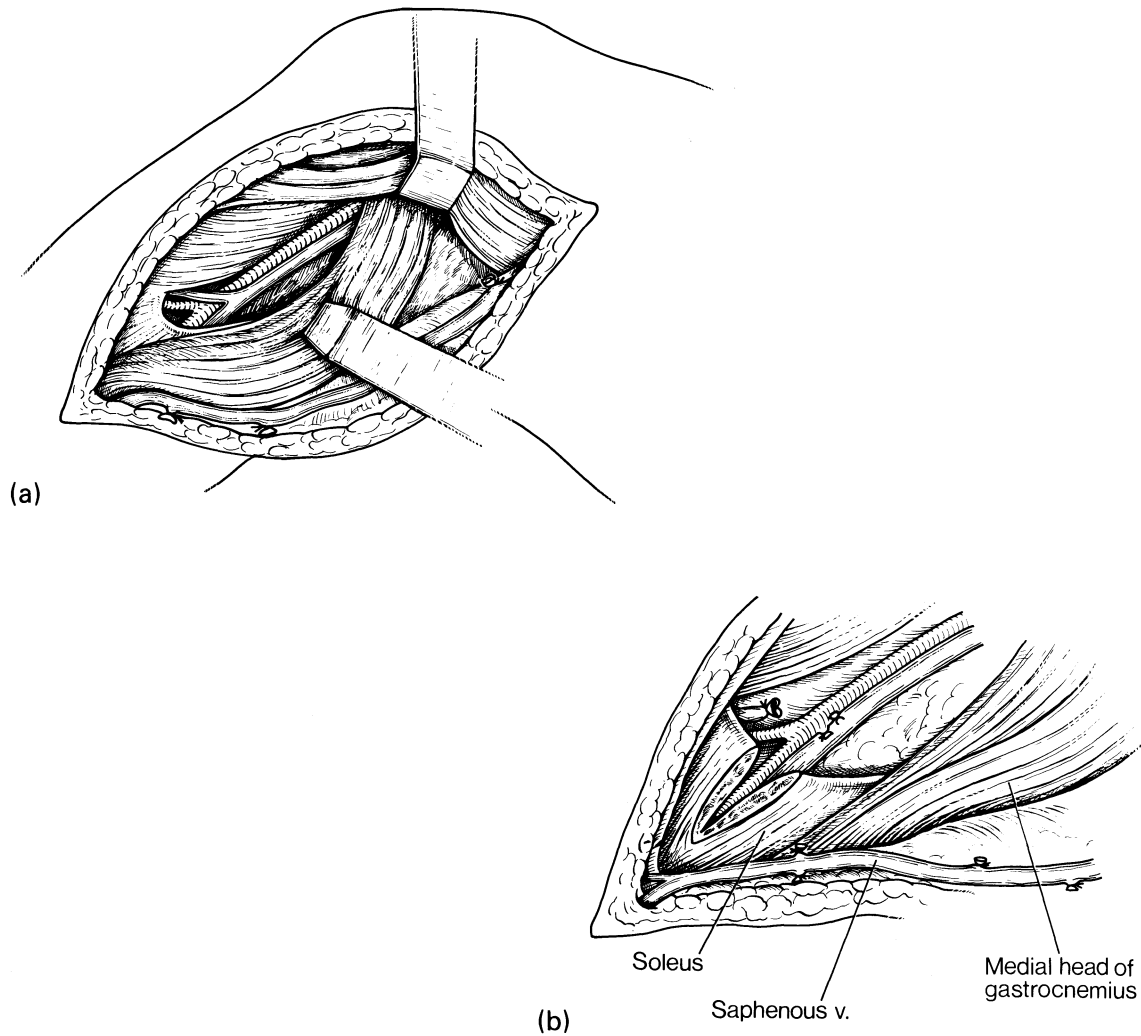 (a)
Soleus
Saphenous v.
Medial head of
gastrocnemius
(b)